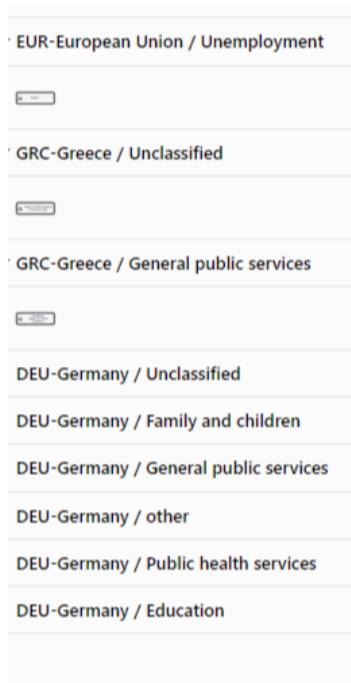 EUR-European Union / Unemployment
GRC-Greece / Unclassified
GRC-Greece / General public services
DEU-Germany / Unclassified
DEU-Germany / Family and children
DEU-Germany / General public services
DEU-Germany / other
DEU-Germany / Public health services
DEU-Germany / Education